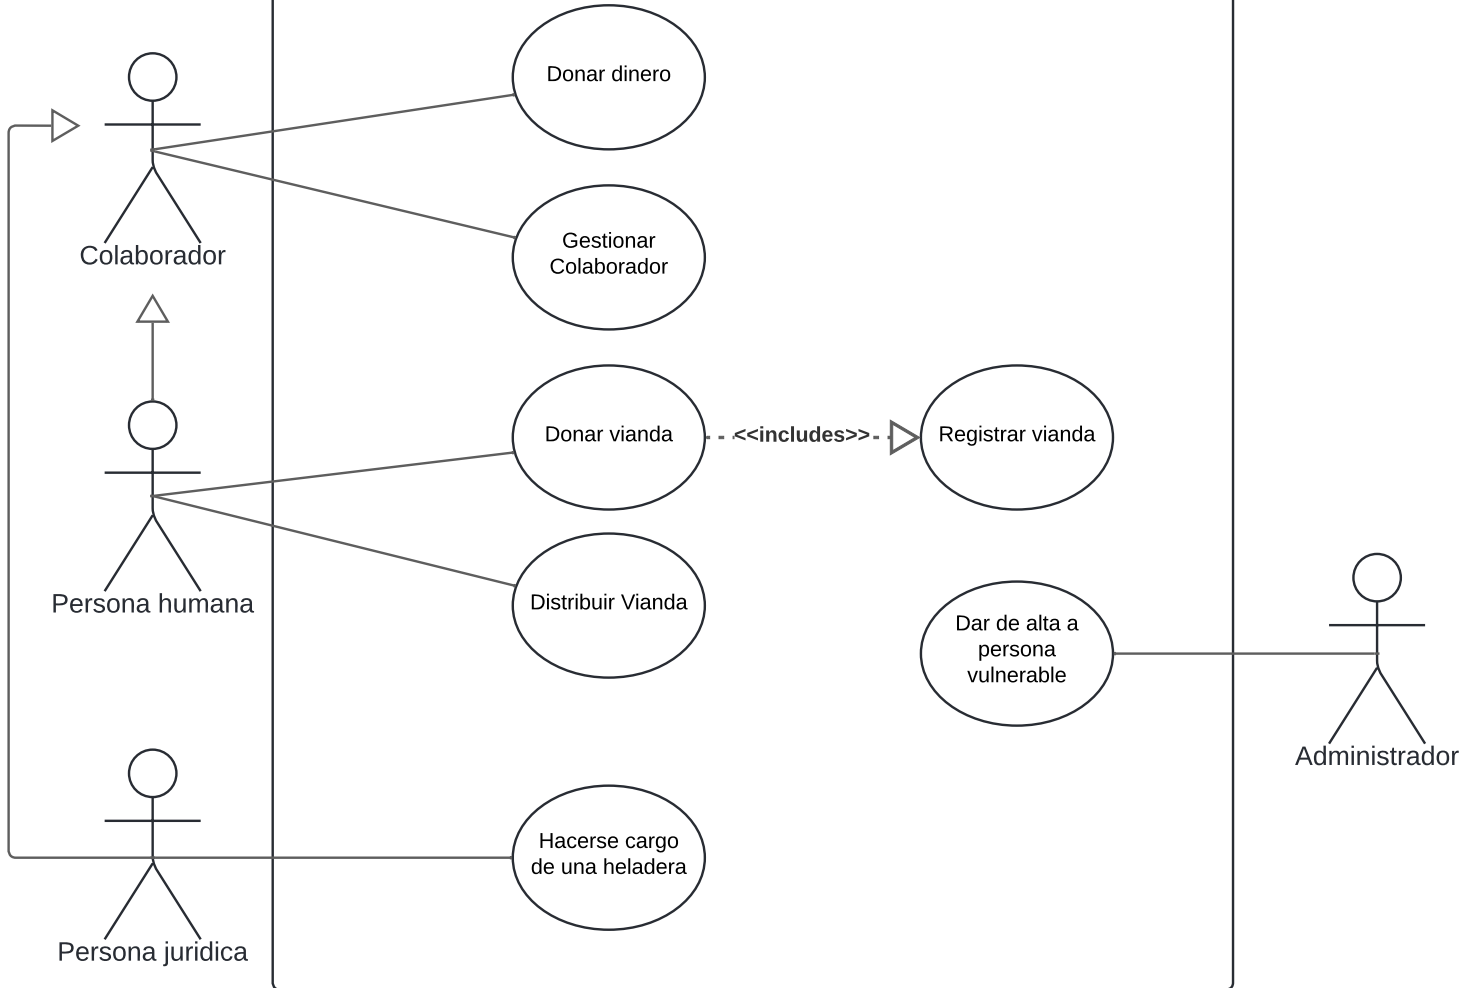 Donar dinero
Colaborador
Gestionar
Colaborador
Donar vianda
<<includes>>
Registrar vianda
Persona humana
Distribuir Vianda
Dar de alta a
persona
vulnerable
Administrador
Hacerse cargo
de una heladera
Persona juridica